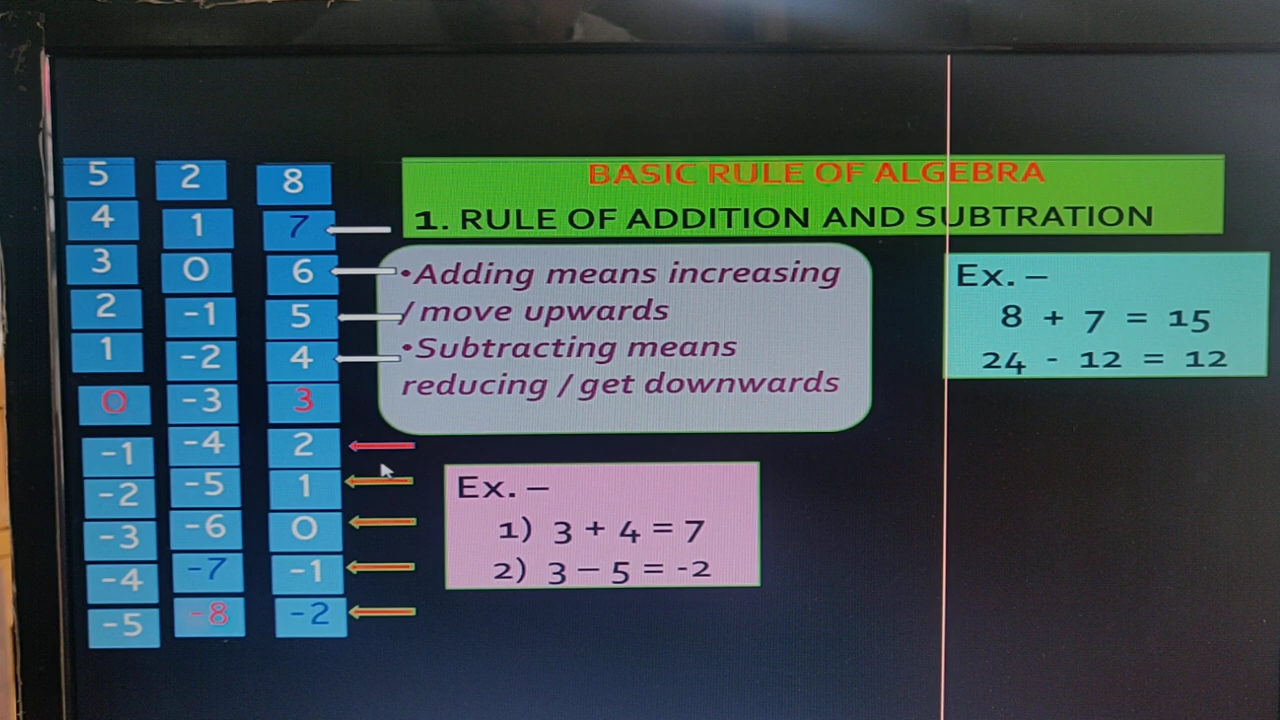 BASIC RULE OF ALGEBRA
1. RULE OF ADDITION AND SUBTRATION
5 2 8
4 1 7
3 0 6
2 -1 5
1 -2 4
0 -3 3
-1 -4 2
-2 -5 1
-3 -6 0
-4 -7 -1
-5 -8 -2
•Adding means increasing
/ move upwards
•Subtracting means
reducing / get downwards
Ex. –
8 + 7 = 15
24 - 12 = 12
Ex. –
1) 3 + 4 = 7
2) 3 – 5 = -2